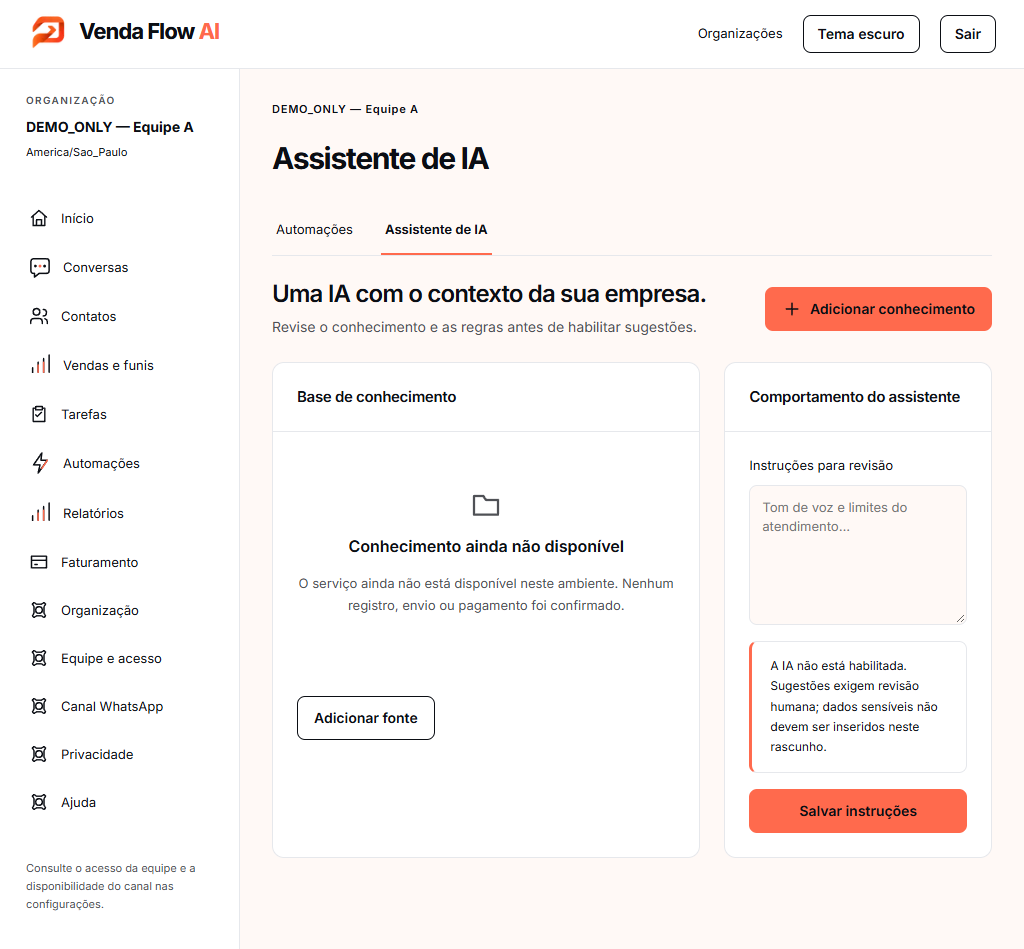 Venda Flow AI
Organizações
Tema escuro
Sair
ORGANIZAÇÃO
DEMO_ONLY — Equipe A
America/Sao_Paulo
Início
Conversas
Contatos
Vendas e funis
Tarefas
Automações
Relatórios
Faturamento
Organização
Equipe e acesso
Canal WhatsApp
Privacidade
Ajuda
Consulte o acesso da equipe e a
disponibilidade do canal nas
configurações.
DEMO_ONLY — Equipe A
Assistente de IA
Automações
Assistente de IA
Uma IA com o contexto da sua empresa.
Revise o conhecimento e as regras antes de habilitar sugestões.
Adicionar conhecimento
Base de conhecimento
Conhecimento ainda não disponível
O serviço ainda não está disponível neste ambiente. Nenhum
registro, envio ou pagamento foi confirmado.
Adicionar fonte
Comportamento do assistente
Instruções para revisão
Tom de voz e limites do
atendimento...
A IA não está habilitada.
Sugestões exigem revisão
humana; dados sensíveis não
devem ser inseridos neste
rascunho.
Salvar instruções